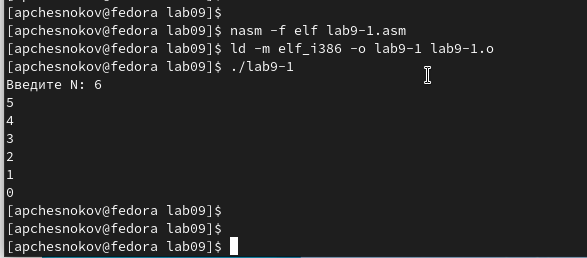 [apchesnokov@fedora lab09]$
[apchesnokov@fedora lab09]$ nasm -f elf lab9-1.asm
[apchesnokov@fedora lab09]$ ld -m elf_i386 -o lab9-1 lab9-1.o
[apchesnokov@fedora lab09]$ ./lab9-1
Введите N: 6
5
4
3
2
1
0
[apchesnokov@fedora lab09]$
[apchesnokov@fedora lab09]$
[apchesnokov@fedora lab09]$